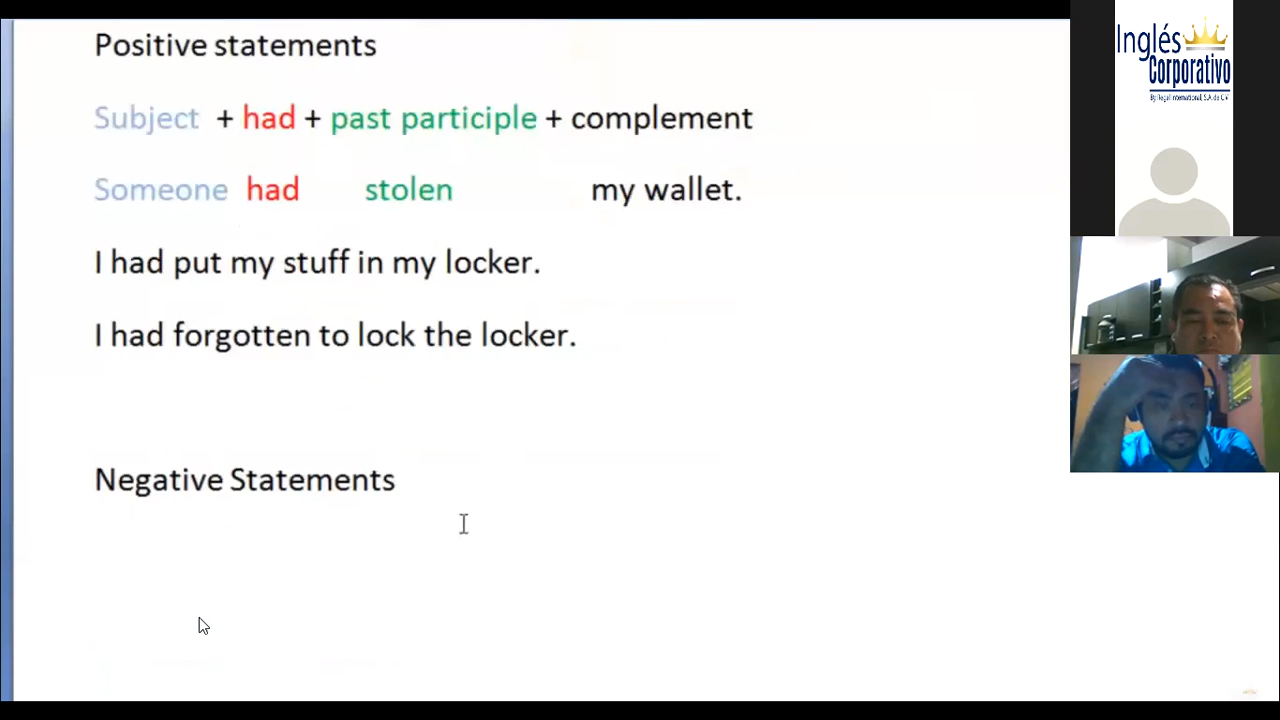 Positive statements
Subject + had + past participle + complement
Someone had stolen my wallet.
I had put my stuff in my locker.
I had forgotten to lock the locker.
Negative Statements
Inglés
Corporativo